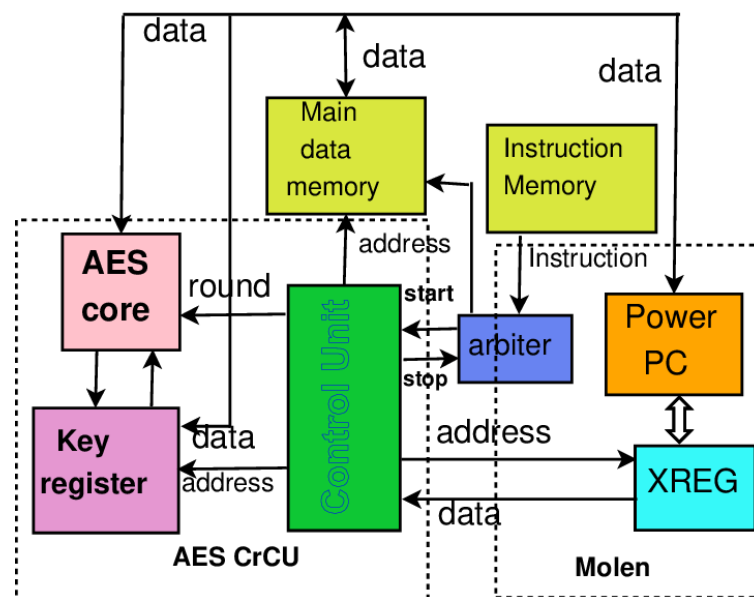 data
data
data
Main
data
memory
Instruction
Memory
address
Instruction
AES
core
round
start
Power
PC
arbiter
stop
Control Unit
Key
register
data
address
address
XREG
data
AES CrCU
Molen